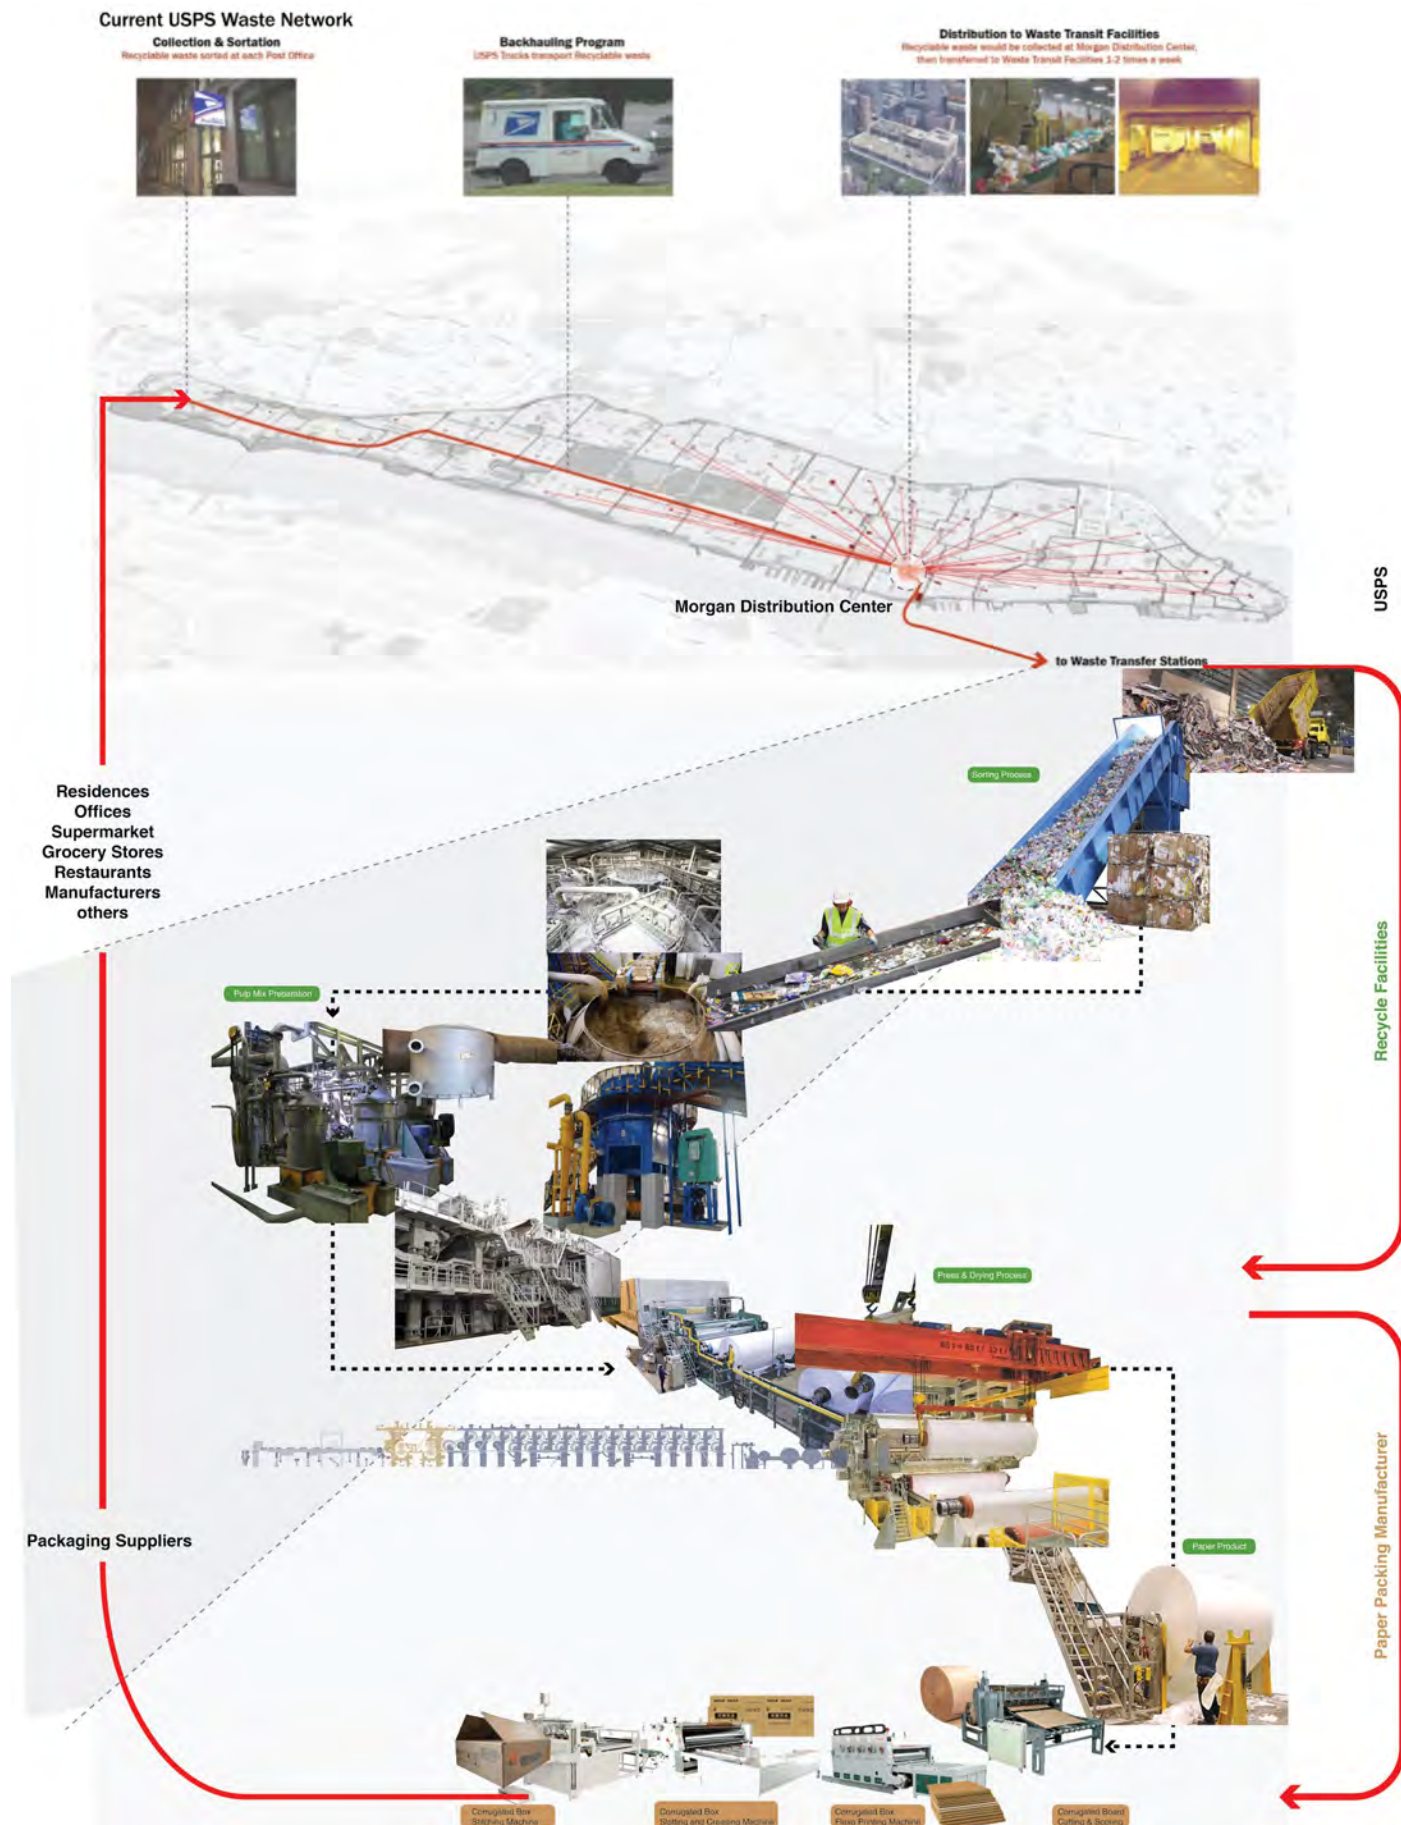 Current USPS Waste Network
Collection & Sortation
Recyclable waste sorted at each Post Office
Backhauling Program
USPS Trucks transport Recyclable waste
Distribution to Waste Transit Facilities
Recyclable waste would be collected at Morgan Distribution Center,
then transferred to Waste Transit Facilities 1-2 times a week
Morgan Distribution Center
to Waste Transfer Stations
USPS
Sorting Process
Residences
Offices
Supermarket
Grocery Stores
Restaurants
Manufacturers
others
Recycle Facilities
Pulp Mix Preparation
Press & Drying Process
Paper Packing Manufacturer
Packaging Suppliers
Paper Product
Corrugated Box
Stitching Machine
Corrugated Box
Slotting and Creasing Machine
Corrugated Box
Flexo Printing Machine
Corrugated Board
Cutting & Scoring